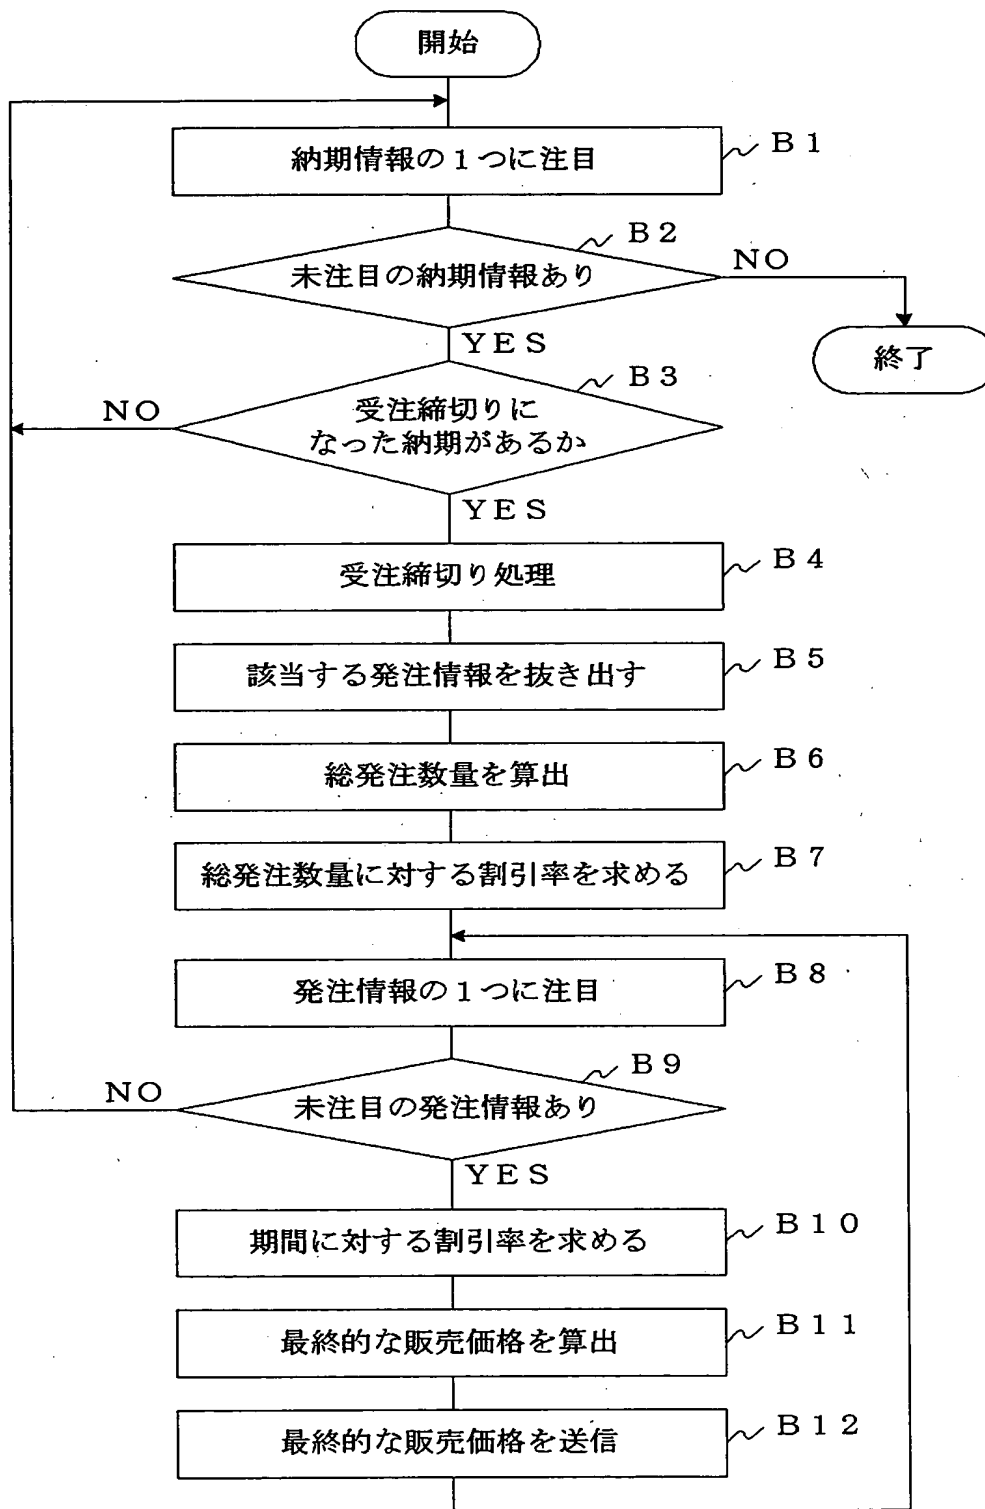 開始
納期情報の１つに注目
Ｂ１
Ｂ２
未注目の納期情報あり
ＮＯ
ＹＥＳ
終了
Ｂ３
ＮＯ
受注締切りに
なった納期があるか
ＹＥＳ
受注締切り処理
Ｂ４
該当する発注情報を抜き出す
Ｂ５
総発注数量を算出
Ｂ６
総発注数量に対する割引率を求める
Ｂ７
発注情報の１つに注目
Ｂ８
Ｂ９
ＮＯ
未注目の発注情報あり
ＹＥＳ
期間に対する割引率を求める
Ｂ１０
最終的な販売価格を算出
Ｂ１１
最終的な販売価格を送信
Ｂ１２